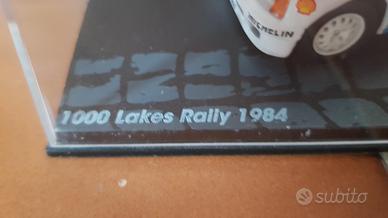 MICHELIN
1000 Lakes Rally 1984
subito